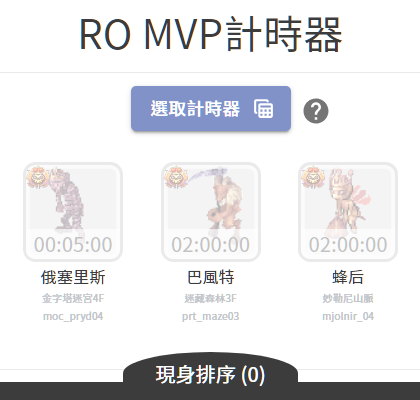 RO MVP計時器
選取計時器
00:05:00 02:00:00 02:00:00
俄塞里斯 巴風特 蜂后
金字塔迷宮4F 迷藏森林3F 妙勒尼山脈
moc_pryd04 prt_maze03 mjolnir_04
現身排序 (0)